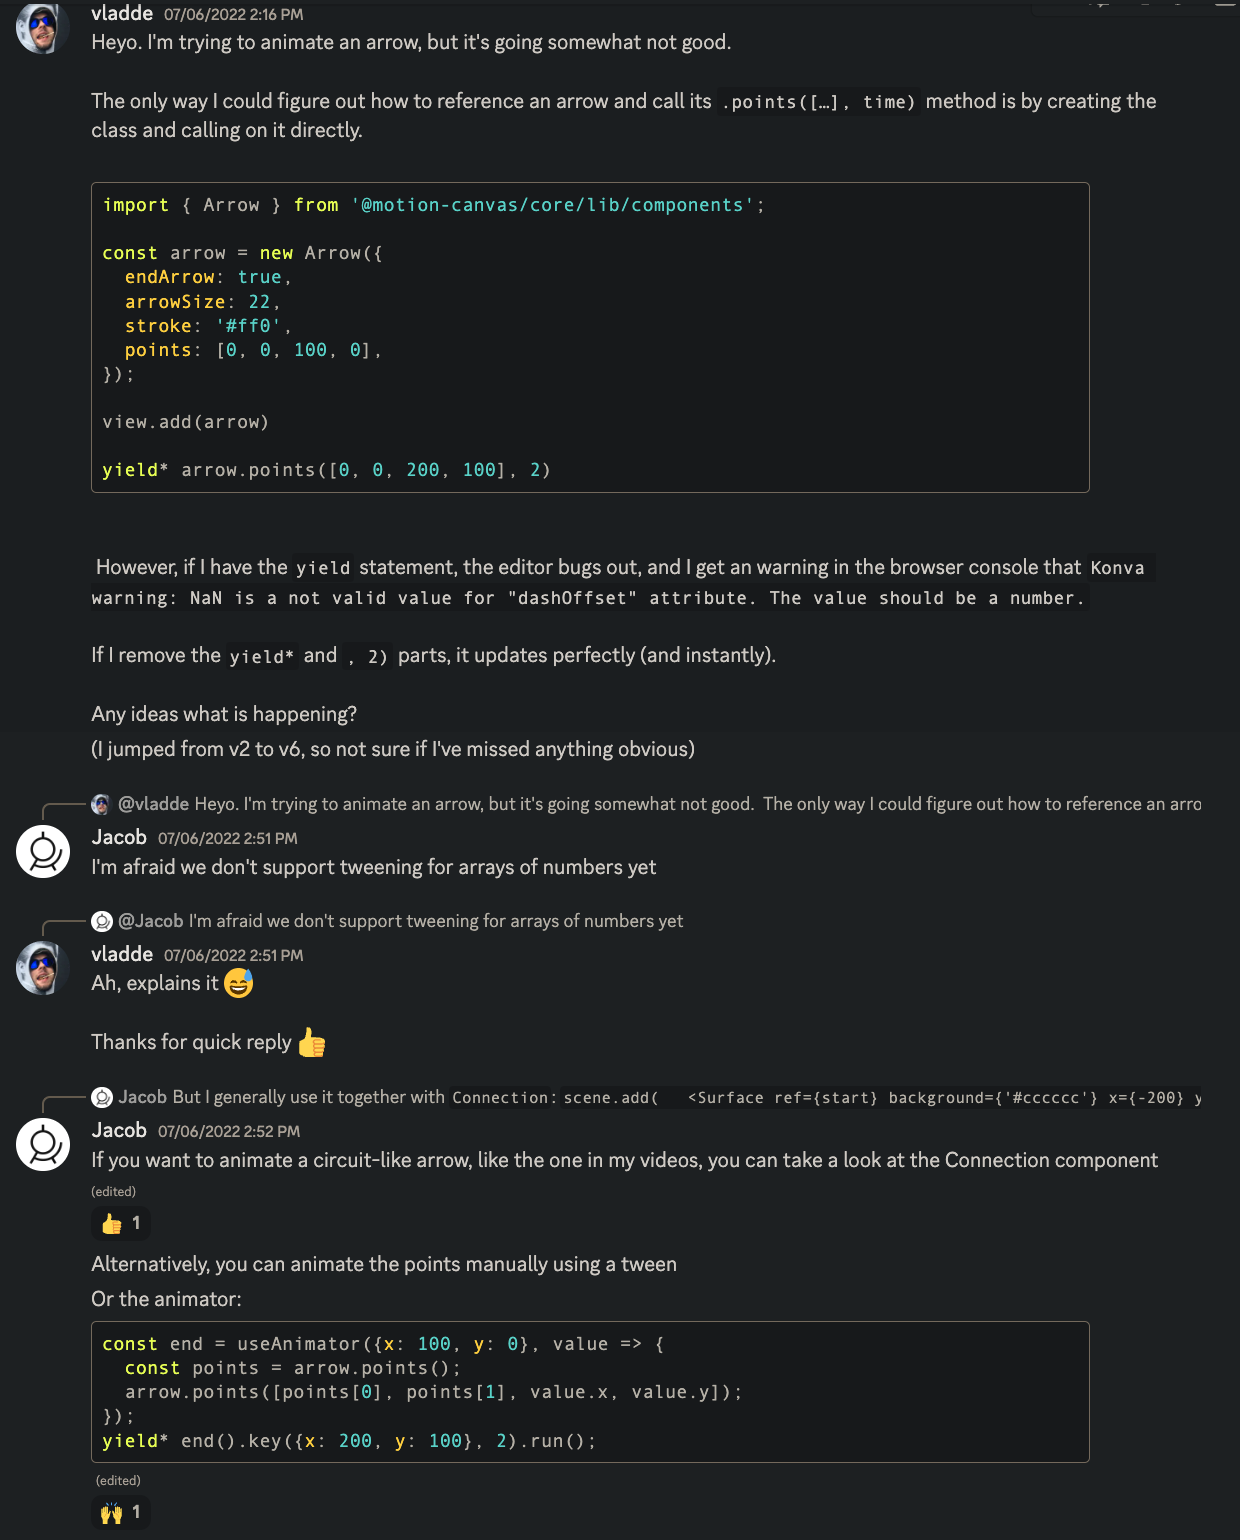 vladde 07/06/2022 2:16 PM
Heyo. I'm trying to animate an arrow, but it's going somewhat not good.
The only way I could figure out how to reference an arrow and call its .points([…], time) method is by creating the
class and calling on it directly.
import { Arrow } from '@motion-canvas/core/lib/components';
const arrow = new Arrow({
  endArrow: true,
  arrowSize: 22,
  stroke: '#ff0',
  points: [0, 0, 100, 0],
});
view.add(arrow)
yield* arrow.points([0, 0, 200, 100], 2)
However, if I have the yield statement, the editor bugs out, and I get an warning in the browser console that Konva
warning: NaN is a not valid value for "dashOffset" attribute. The value should be a number.
If I remove the yield* and , 2) parts, it updates perfectly (and instantly).
Any ideas what is happening?
(I jumped from v2 to v6, so not sure if I've missed anything obvious)
@vladde Heyo. I'm trying to animate an arrow, but it's going somewhat not good. The only way I could figure out how to reference an arro
Jacob 07/06/2022 2:51 PM
I'm afraid we don't support tweening for arrays of numbers yet
@Jacob I'm afraid we don't support tweening for arrays of numbers yet
vladde 07/06/2022 2:51 PM
Ah, explains it 😅
Thanks for quick reply 👍
Jacob But I generally use it together with Connection: scene.add(   <Surface ref={start} background={'#cccccc'} x={-200} y
Jacob 07/06/2022 2:52 PM
If you want to animate a circuit-like arrow, like the one in my videos, you can take a look at the Connection component
(edited)
👍 1
Alternatively, you can animate the points manually using a tween
Or the animator:
const end = useAnimator({x: 100, y: 0}, value => {
  const points = arrow.points();
  arrow.points([points[0], points[1], value.x, value.y]);
});
yield* end().key({x: 200, y: 100}, 2).run();
(edited)
🙌 1